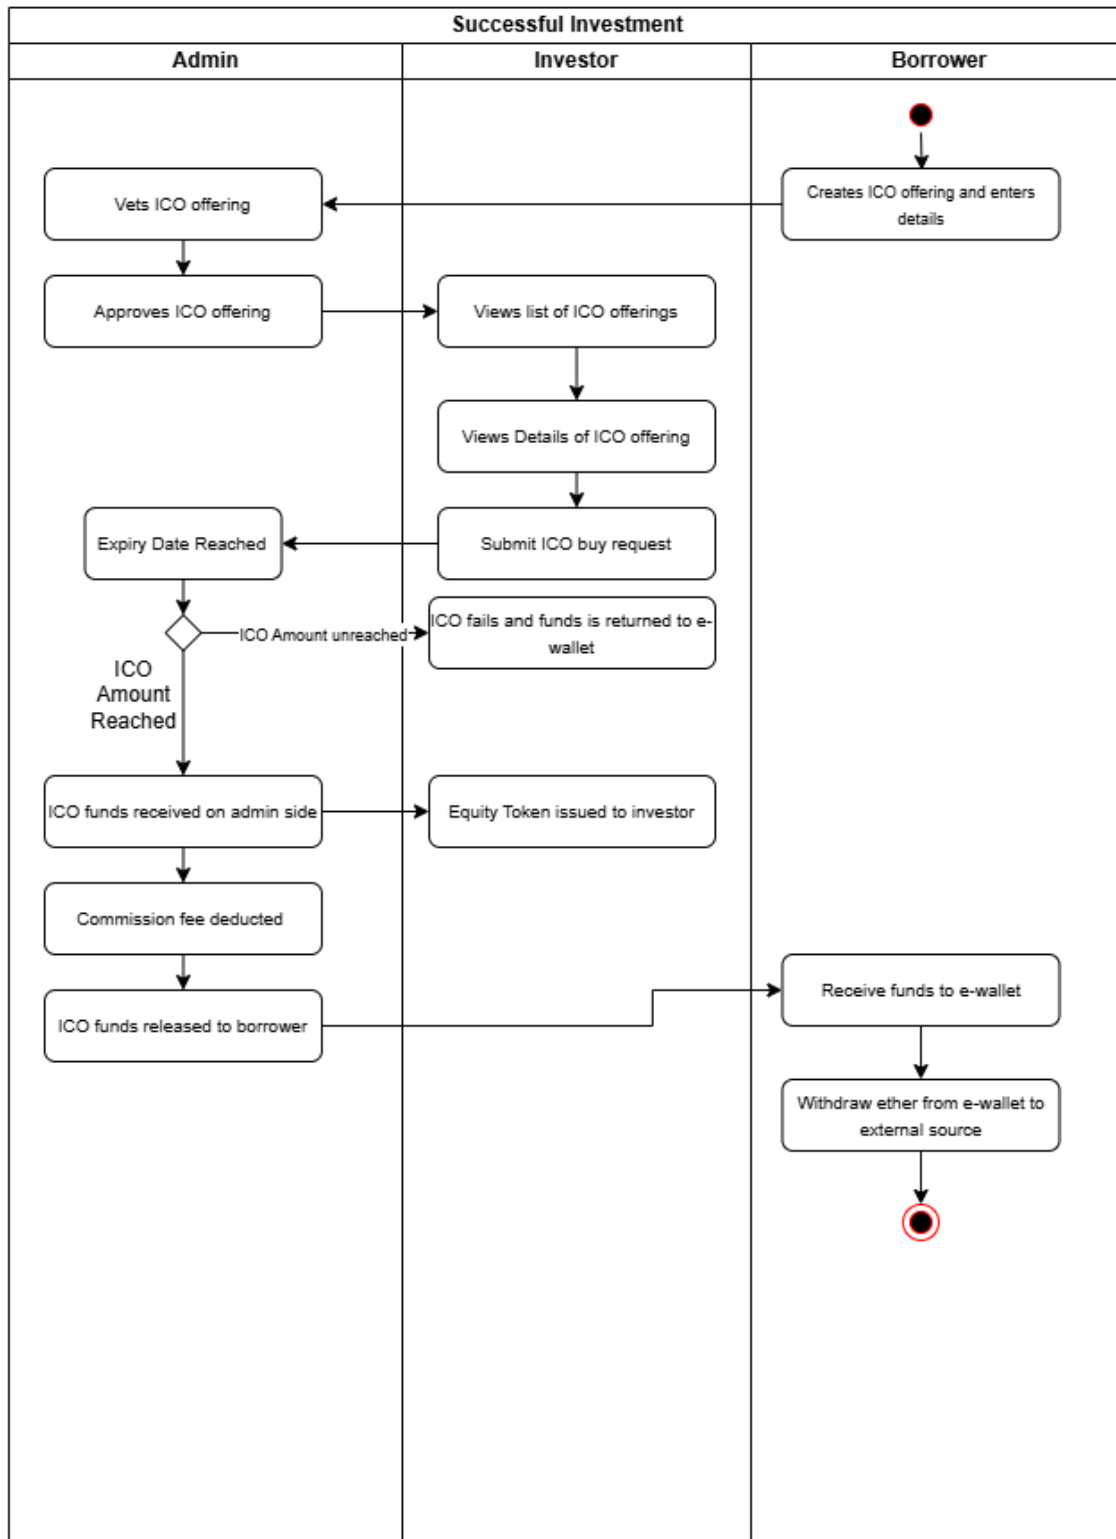 Successful Investment
Admin
Investor
Borrower
Creates ICO offering and enters
details
Vets ICO offering
Approves ICO offering
Views list of ICO offerings
Views Details of ICO offering
Submit ICO buy request
Expiry Date Reached
ICO Amount unreached
ICO fails and funds is returned to e-
wallet
ICO
Amount
Reached
ICO funds received on admin side
Equity Token issued to investor
Commission fee deducted
ICO funds released to borrower
Receive funds to e-wallet
Withdraw ether from e-wallet to
external source